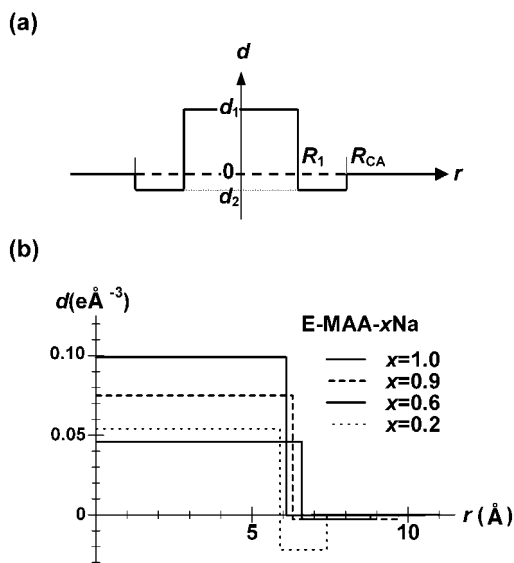 (a)
d
d₁
0 R₁ R_CA r
d₂
(b)
d(eÅ⁻³)
E-MAA-xNa
x=1.0
x=0.9
x=0.6
x=0.2
0.10
0.05
0
5 10 r (Å)